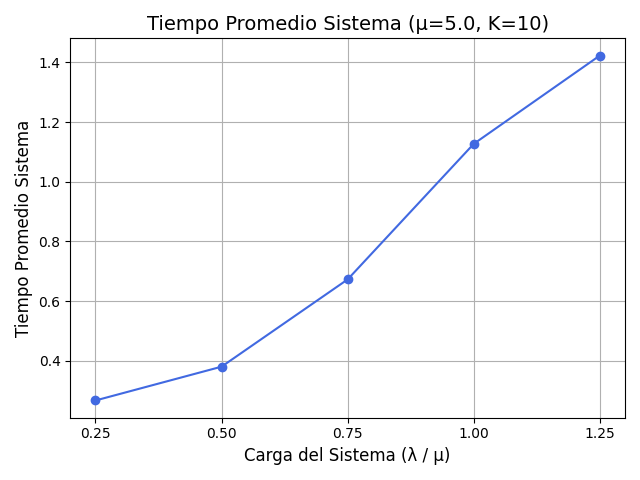 Tiempo Promedio Sistema (μ=5.0, K=10)
1.4
1.2
1.0
0.8
0.6
0.4
Tiempo Promedio Sistema
0.25 0.50 0.75 1.00 1.25
Carga del Sistema (λ / μ)